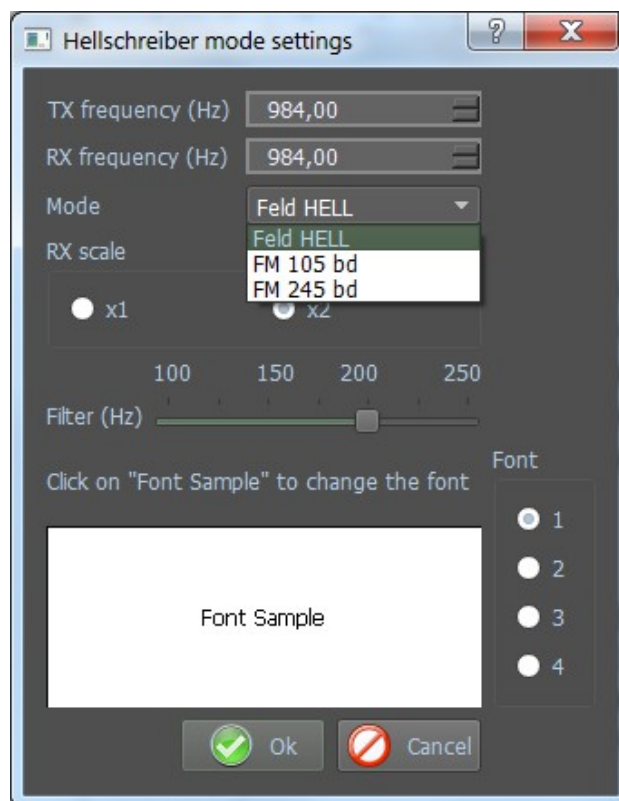 Hellschreiber mode settings
TX frequency (Hz) 984,00
RX frequency (Hz) 984,00
Mode Feld HELL
Feld HELL
RX scale
FM 105 bd
FM 245 bd
x1 x2
100 150 200 250
Filter (Hz)
Font
Click on "Font Sample" to change the font
1
2
Font Sample
3
4
Ok Cancel